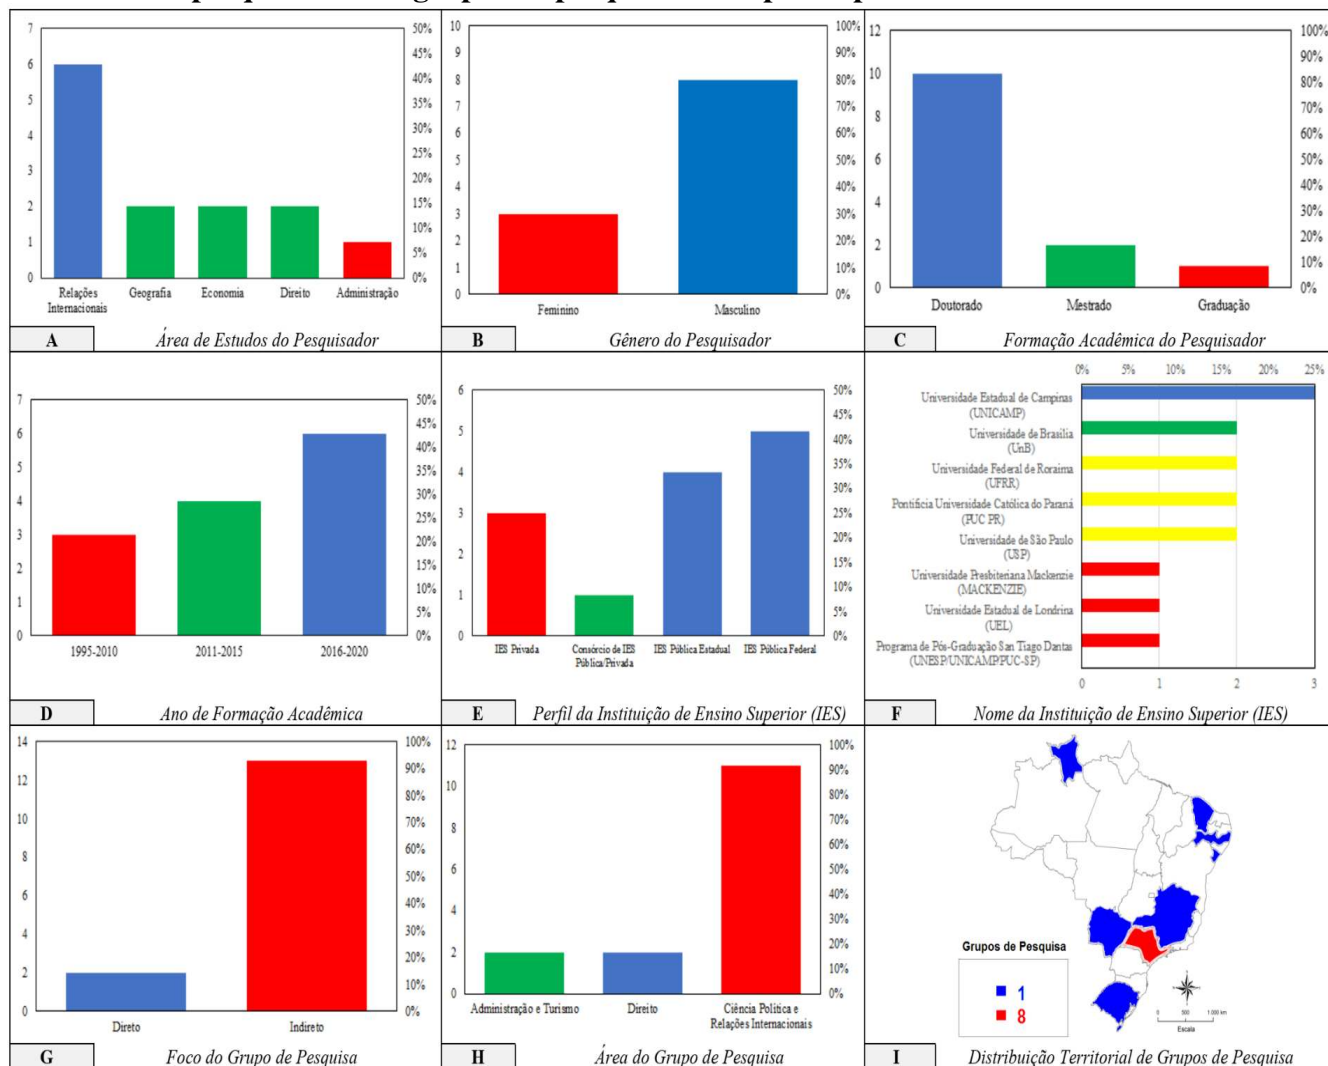 7
6
5
4
3
2
1
0
50%
45%
40%
35%
30%
25%
20%
15%
10%
5%
0%
Relações
Internacionais
Geografia
Economia
Direito
Administração
A
Área de Estudos do Pesquisador
10
9
8
7
6
5
4
3
2
1
0
100%
90%
80%
70%
60%
50%
40%
30%
20%
10%
0%
Feminino
Masculino
B
Gênero do Pesquisador
12
10
8
6
4
2
0
100%
90%
80%
70%
60%
50%
40%
30%
20%
10%
0%
Doutorado
Mestrado
Graduação
C
Formação Acadêmica do Pesquisador
7
6
5
4
3
2
1
0
50%
45%
40%
35%
30%
25%
20%
15%
10%
5%
0%
1995-2010
2011-2015
2016-2020
D
Ano de Formação Acadêmica
6
5
4
3
2
1
0
50%
45%
40%
35%
30%
25%
20%
15%
10%
5%
0%
IES Privada
Consórcio de IES
Pública/Privada
IES Pública Estadual
IES Pública Federal
E
Perfil da Instituição de Ensino Superior (IES)
0% 5% 10% 15% 20% 25%
Universidade Estadual de Campinas
(UNICAMP)
Universidade de Brasília
(UnB)
Universidade Federal de Roraima
(UFRR)
Pontifícia Universidade Católica do Paraná
(PUC PR)
Universidade de São Paulo
(USP)
Universidade Presbiteriana Mackenzie
(MACKENZIE)
Universidade Estadual de Londrina
(UEL)
Programa de Pós-Graduação San Tiago Dantas
(UNESP/UNICAMP/PUC-SP)
0 1 2 3
F
Nome da Instituição de Ensino Superior (IES)
14
12
10
8
6
4
2
0
100%
90%
80%
70%
60%
50%
40%
30%
20%
10%
0%
Direto
Indireto
G
Foco do Grupo de Pesquisa
12
10
8
6
4
2
0
100%
90%
80%
70%
60%
50%
40%
30%
20%
10%
0%
Administração e Turismo
Direito
Ciência Política e
Relações Internacionais
H
Área do Grupo de Pesquisa
Grupos de Pesquisa
1
8
0 500 1.000 km
Escala
I
Distribuição Territorial de Grupos de Pesquisa